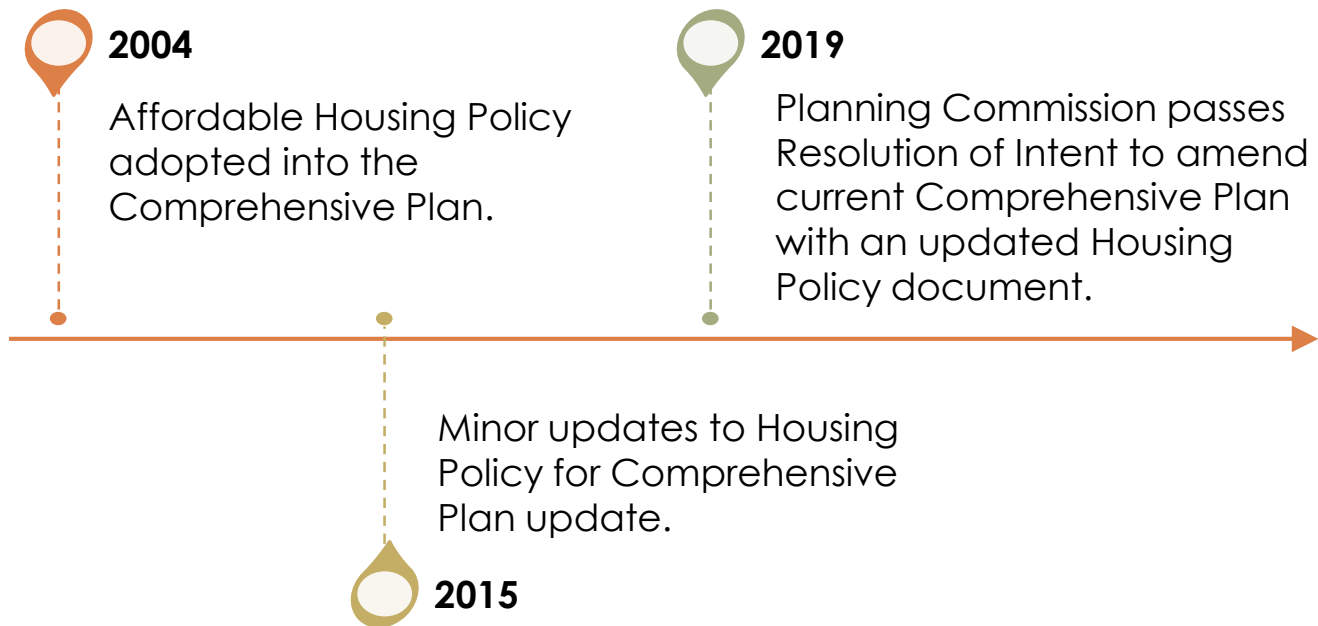 2004
Affordable Housing Policy
adopted into the
Comprehensive Plan.
2019
Planning Commission passes
Resolution of Intent to amend
current Comprehensive Plan
with an updated Housing
Policy document.
Minor updates to Housing
Policy for Comprehensive
Plan update.
2015